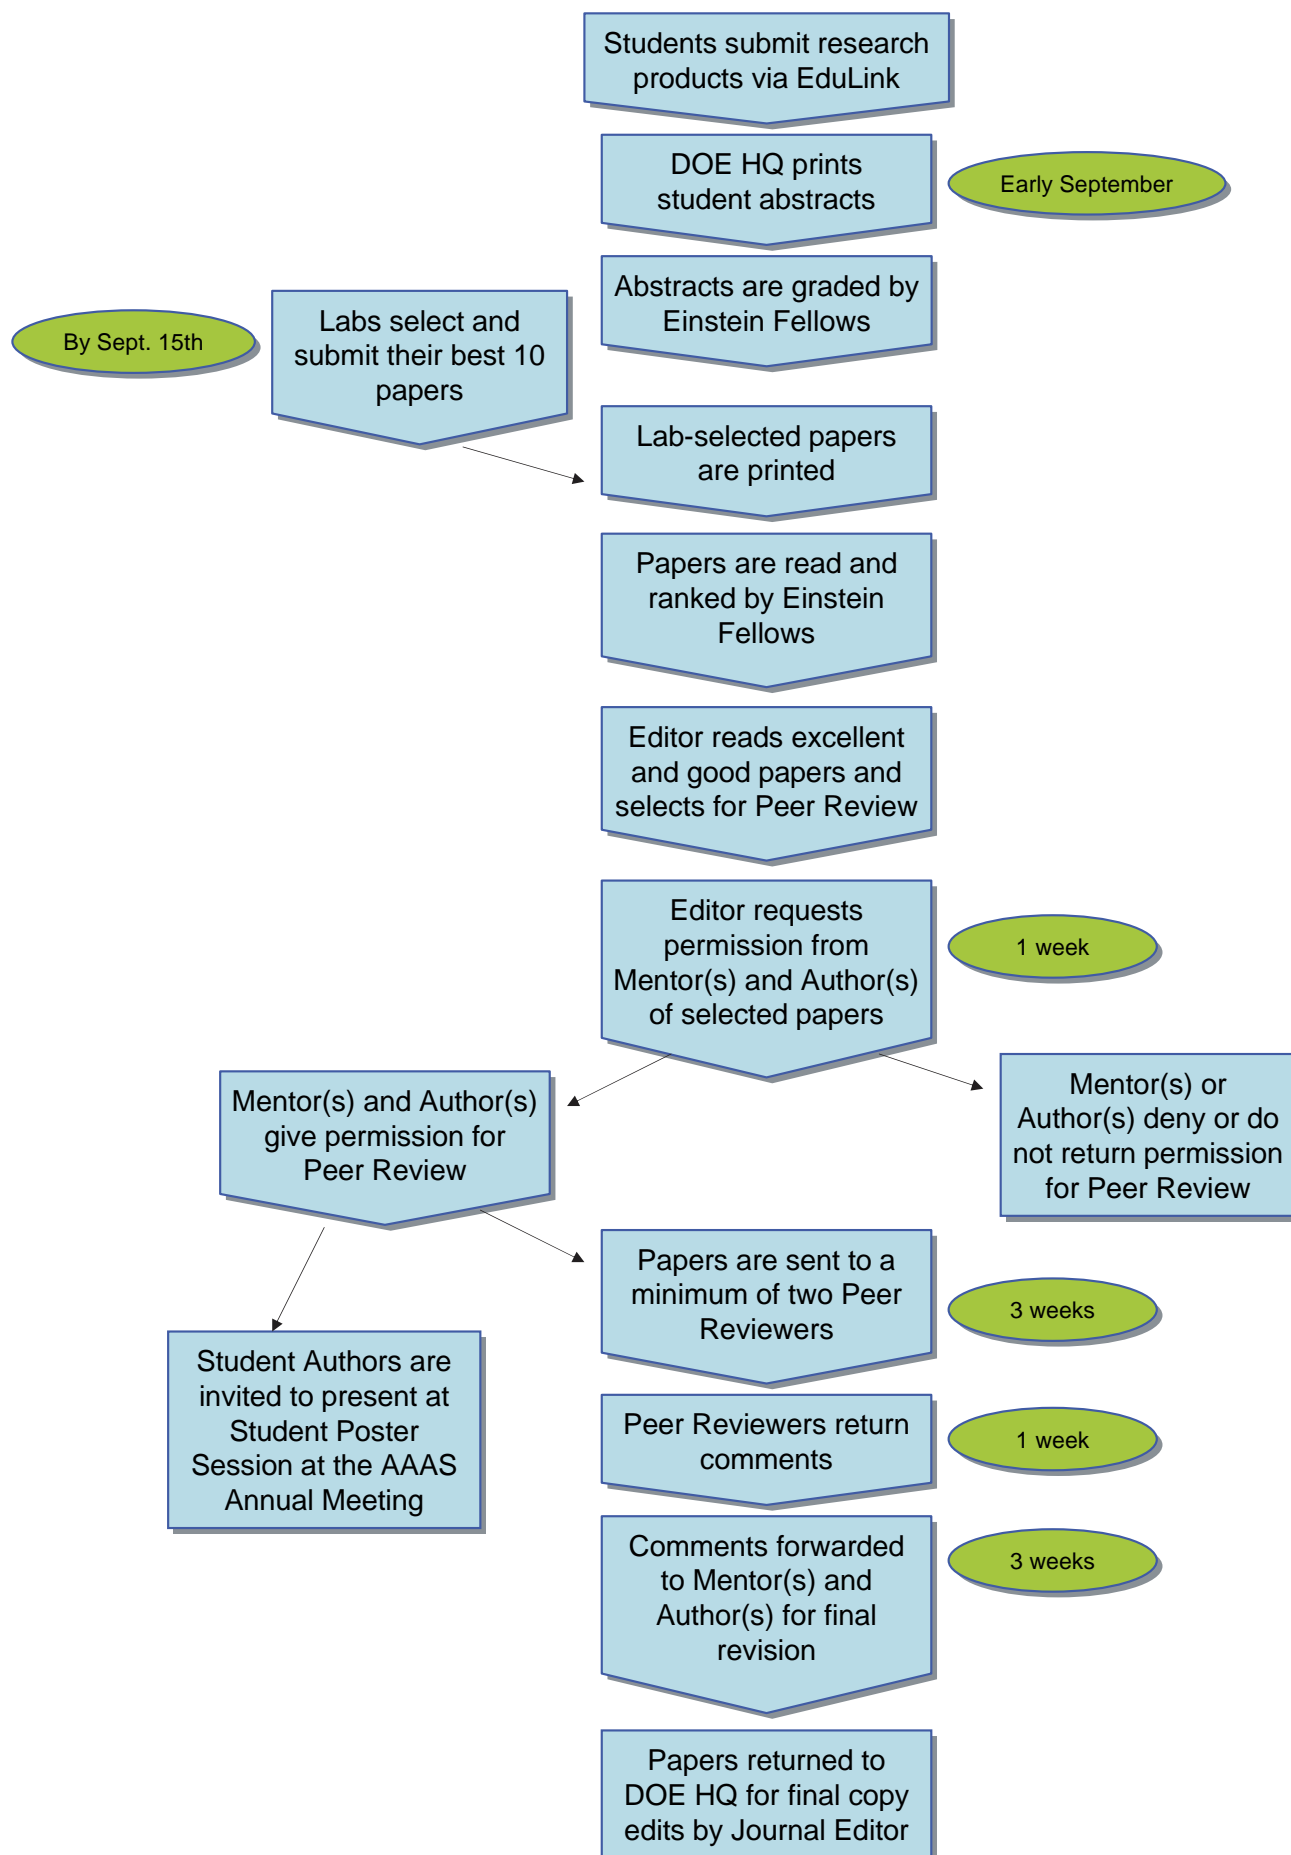 Students submit research
products via EduLink
DOE HQ prints
student abstracts
Early September
Abstracts are graded by
Einstein Fellows
By Sept. 15th
Labs select and
submit their best 10
papers
Lab-selected papers
are printed
Papers are read and
ranked by Einstein
Fellows
Editor reads excellent
and good papers and
selects for Peer Review
Editor requests
permission from
Mentor(s) and Author(s)
of selected papers
1 week
Mentor(s) and Author(s)
give permission for
Peer Review
Mentor(s) or
Author(s) deny or do
not return permission
for Peer Review
Papers are sent to a
minimum of two Peer
Reviewers
3 weeks
Student Authors are
invited to present at
Student Poster
Session at the AAAS
Annual Meeting
Peer Reviewers return
comments
1 week
Comments forwarded
to Mentor(s) and
Author(s) for final
revision
3 weeks
Papers returned to
DOE HQ for final copy
edits by Journal Editor